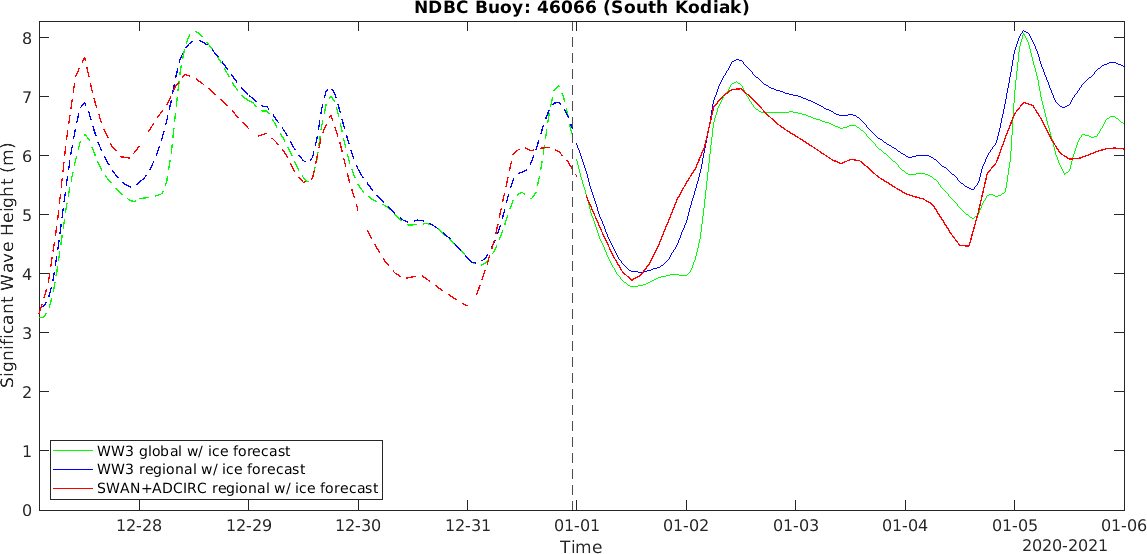 NDBC Buoy: 46066 (South Kodiak)
8
7
6
5
4
3
2
1
0
Significant Wave Height (m)
WW3 global w/ ice forecast
WW3 regional w/ ice forecast
SWAN+ADCIRC regional w/ ice forecast
12-28 12-29 12-30 12-31 01-01 01-02 01-03 01-04 01-05 01-06
Time
2020-2021